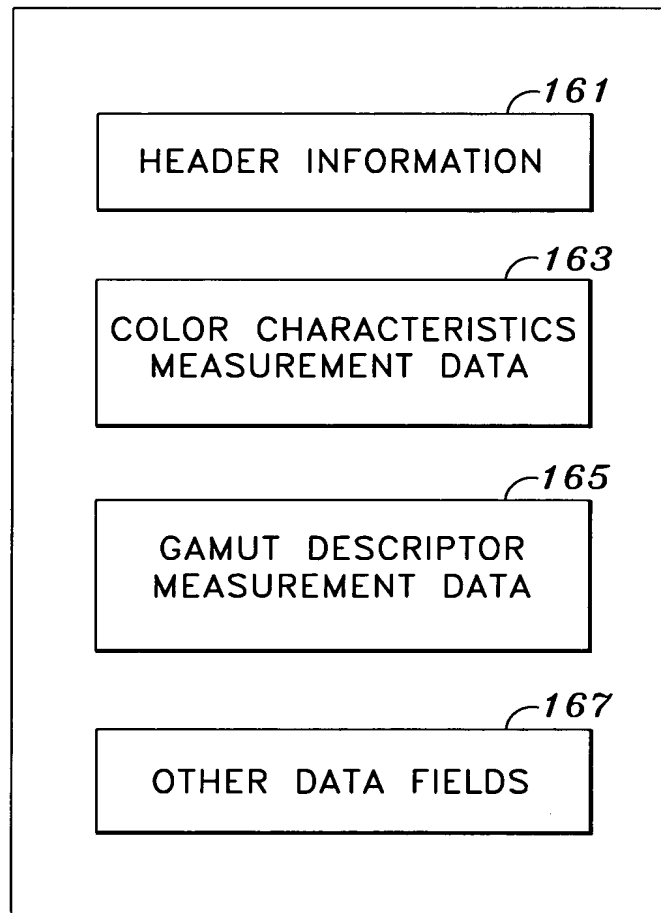 161
HEADER INFORMATION
163
COLOR CHARACTERISTICS
MEASUREMENT DATA
165
GAMUT DESCRIPTOR
MEASUREMENT DATA
167
OTHER DATA FIELDS